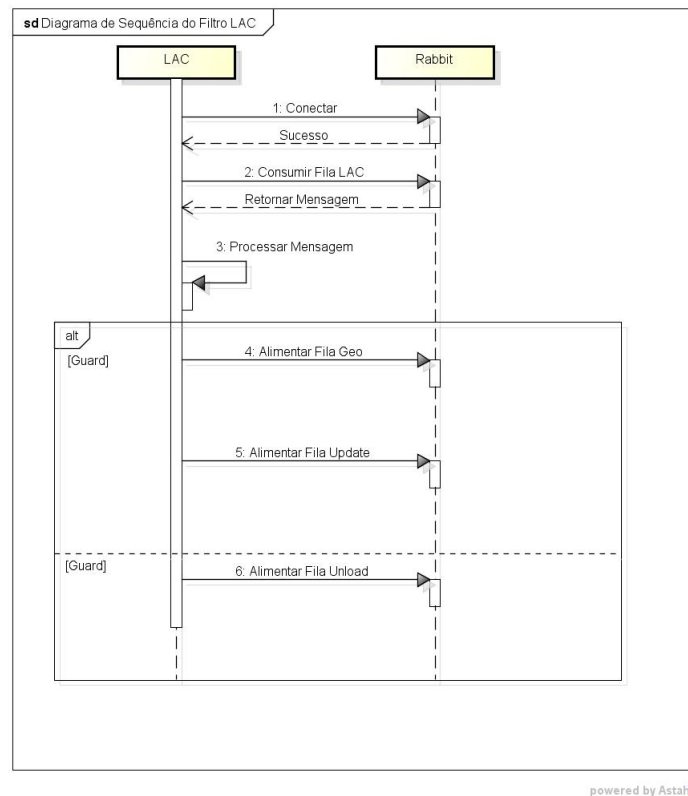 sd Diagrama de Sequência do Filtro LAC
LAC
Rabbit
1: Conectar
Sucesso
2: Consumir Fila LAC
Retornar Mensagem
3: Processar Mensagem
alt
[Guard]
4: Alimentar Fila Geo
5: Alimentar Fila Update
[Guard]
6: Alimentar Fila Unload
powered by Astah